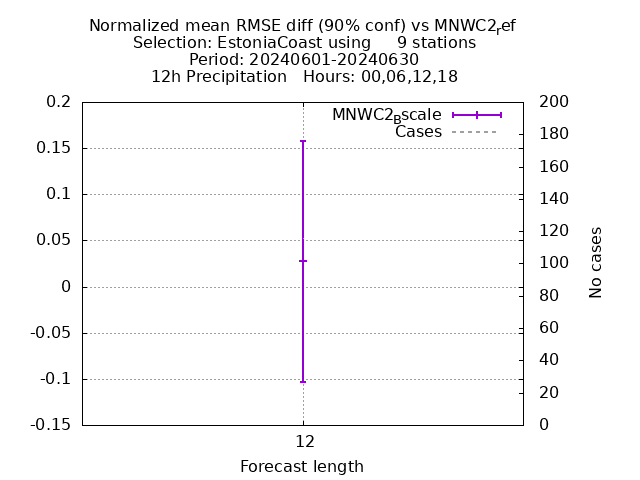 Normalized mean RMSE diff (90% conf) vs MNWC2ref
Selection: EstoniaCoast using     9 stations
Period: 20240601-20240630
12h Precipitation   Hours: 00,06,12,18
MNWC2Bscale
Cases
0.2
0.15
0.1
0.05
0
-0.05
-0.1
-0.15
200
180
160
140
120
100
80
60
40
20
0
No cases
12
Forecast length